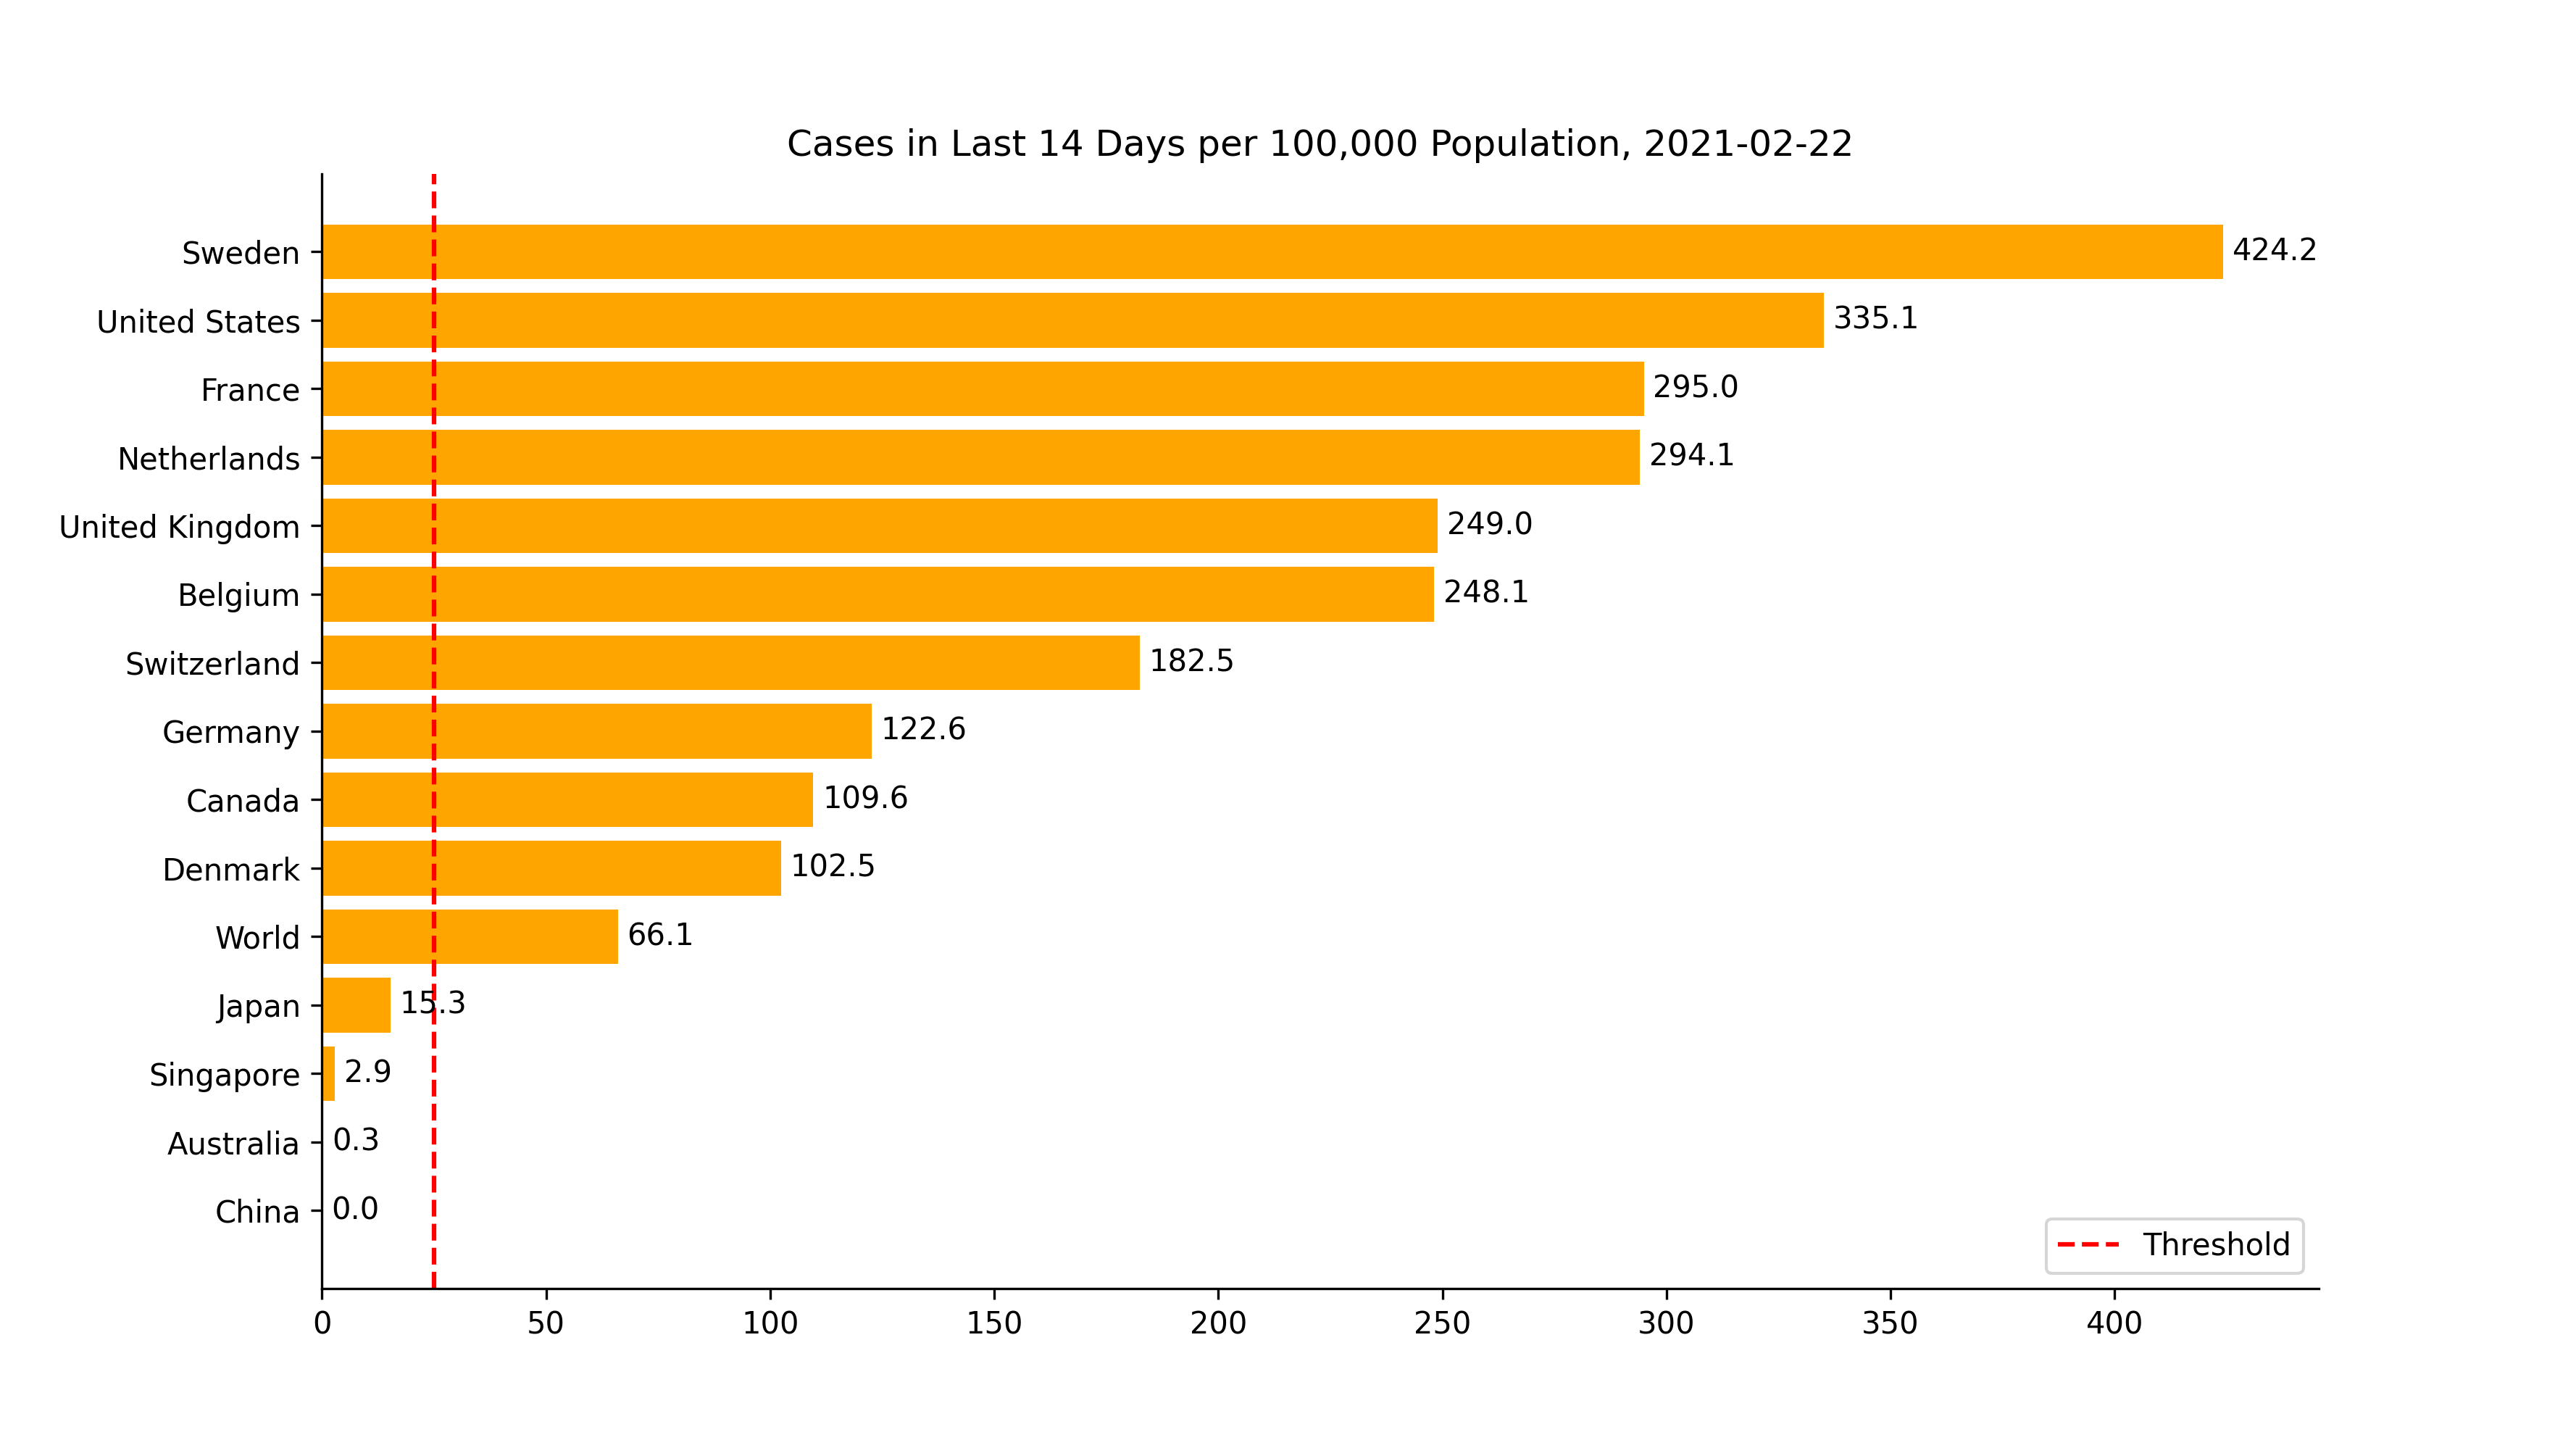 Cases in Last 14 Days per 100,000 Population, 2021-02-22
Sweden 424.2
United States 335.1
France 295.0
Netherlands 294.1
United Kingdom 249.0
Belgium 248.1
Switzerland 182.5
Germany 122.6
Canada 109.6
Denmark 102.5
World 66.1
Japan 15.3
Singapore 2.9
Australia 0.3
China 0.0
Threshold
0 50 100 150 200 250 300 350 400